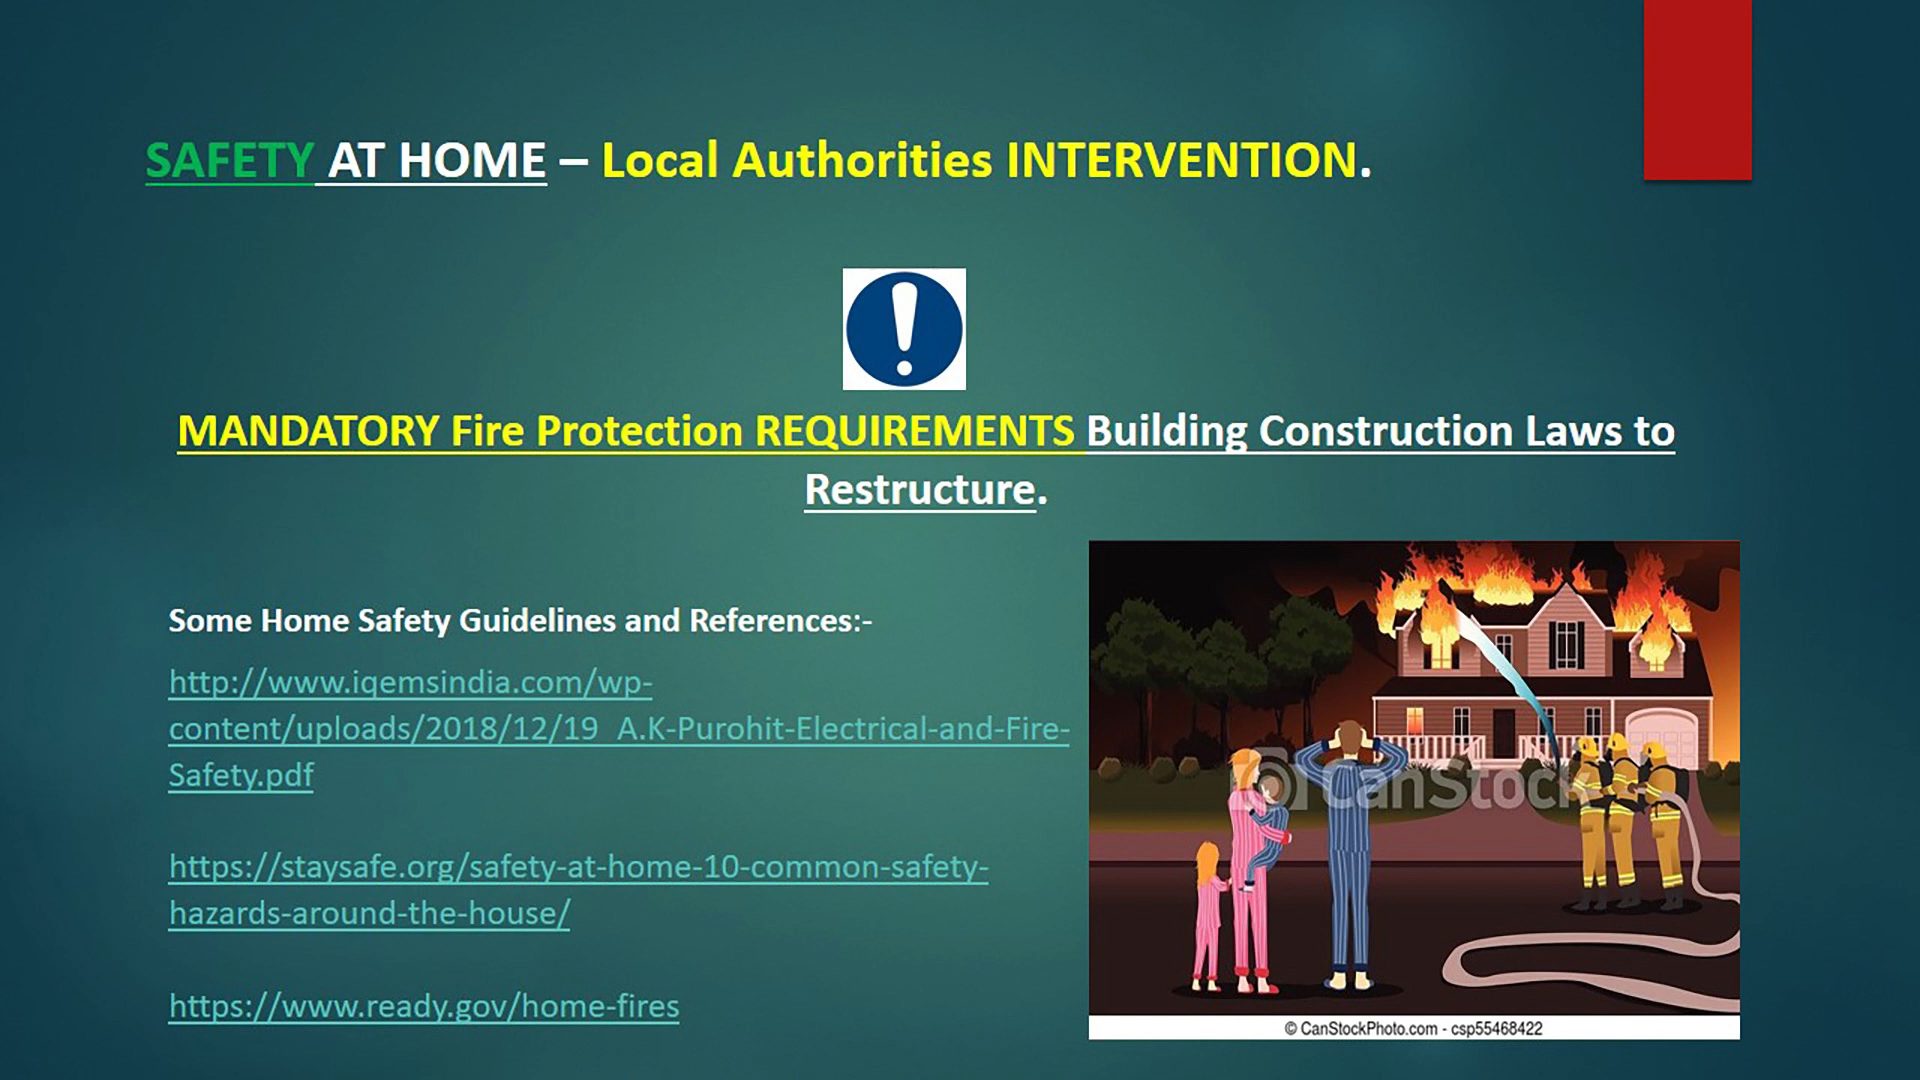 SAFETY AT HOME – Local Authorities INTERVENTION.
MANDATORY Fire Protection REQUIREMENTS Building Construction Laws to
Restructure.
Some Home Safety Guidelines and References:-
http://www.iqemsindia.com/wp-
content/uploads/2018/12/19_A.K-Purohit-Electrical-and-Fire-
Safety.pdf
https://staysafe.org/safety-at-home-10-common-safety-
hazards-around-the-house/
https://www.ready.gov/home-fires
CanStock
© CanStockPhoto.com - csp55468422